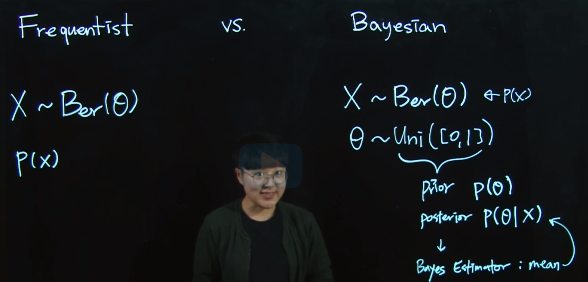 Frequentist vs. Bayesian
X ~ Ber(θ)
P(x)
X ~ Ber(θ) ← P(x)
θ ~ Uni([0,1])
prior P(θ)
posterior P(θ|X)
↓
Bayes Estimator : mean